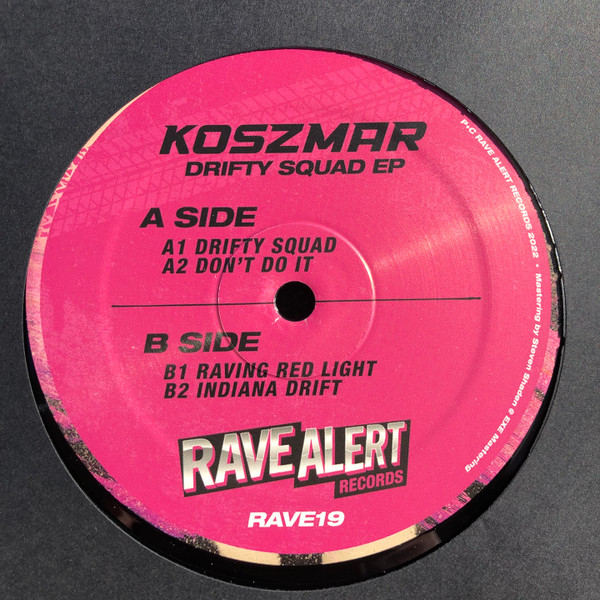 KOSZMAR
DRIFTY SQUAD EP
A SIDE
A1 DRIFTY SQUAD
A2 DON'T DO IT
B SIDE
B1 RAVING RED LIGHT
B2 INDIANA DRIFT
RAVE ALERT
RECORDS
RAVE19
P+C RAVE ALERT RECORDS 2022 • Mastering by Steven Shaden @ EXE Mastering